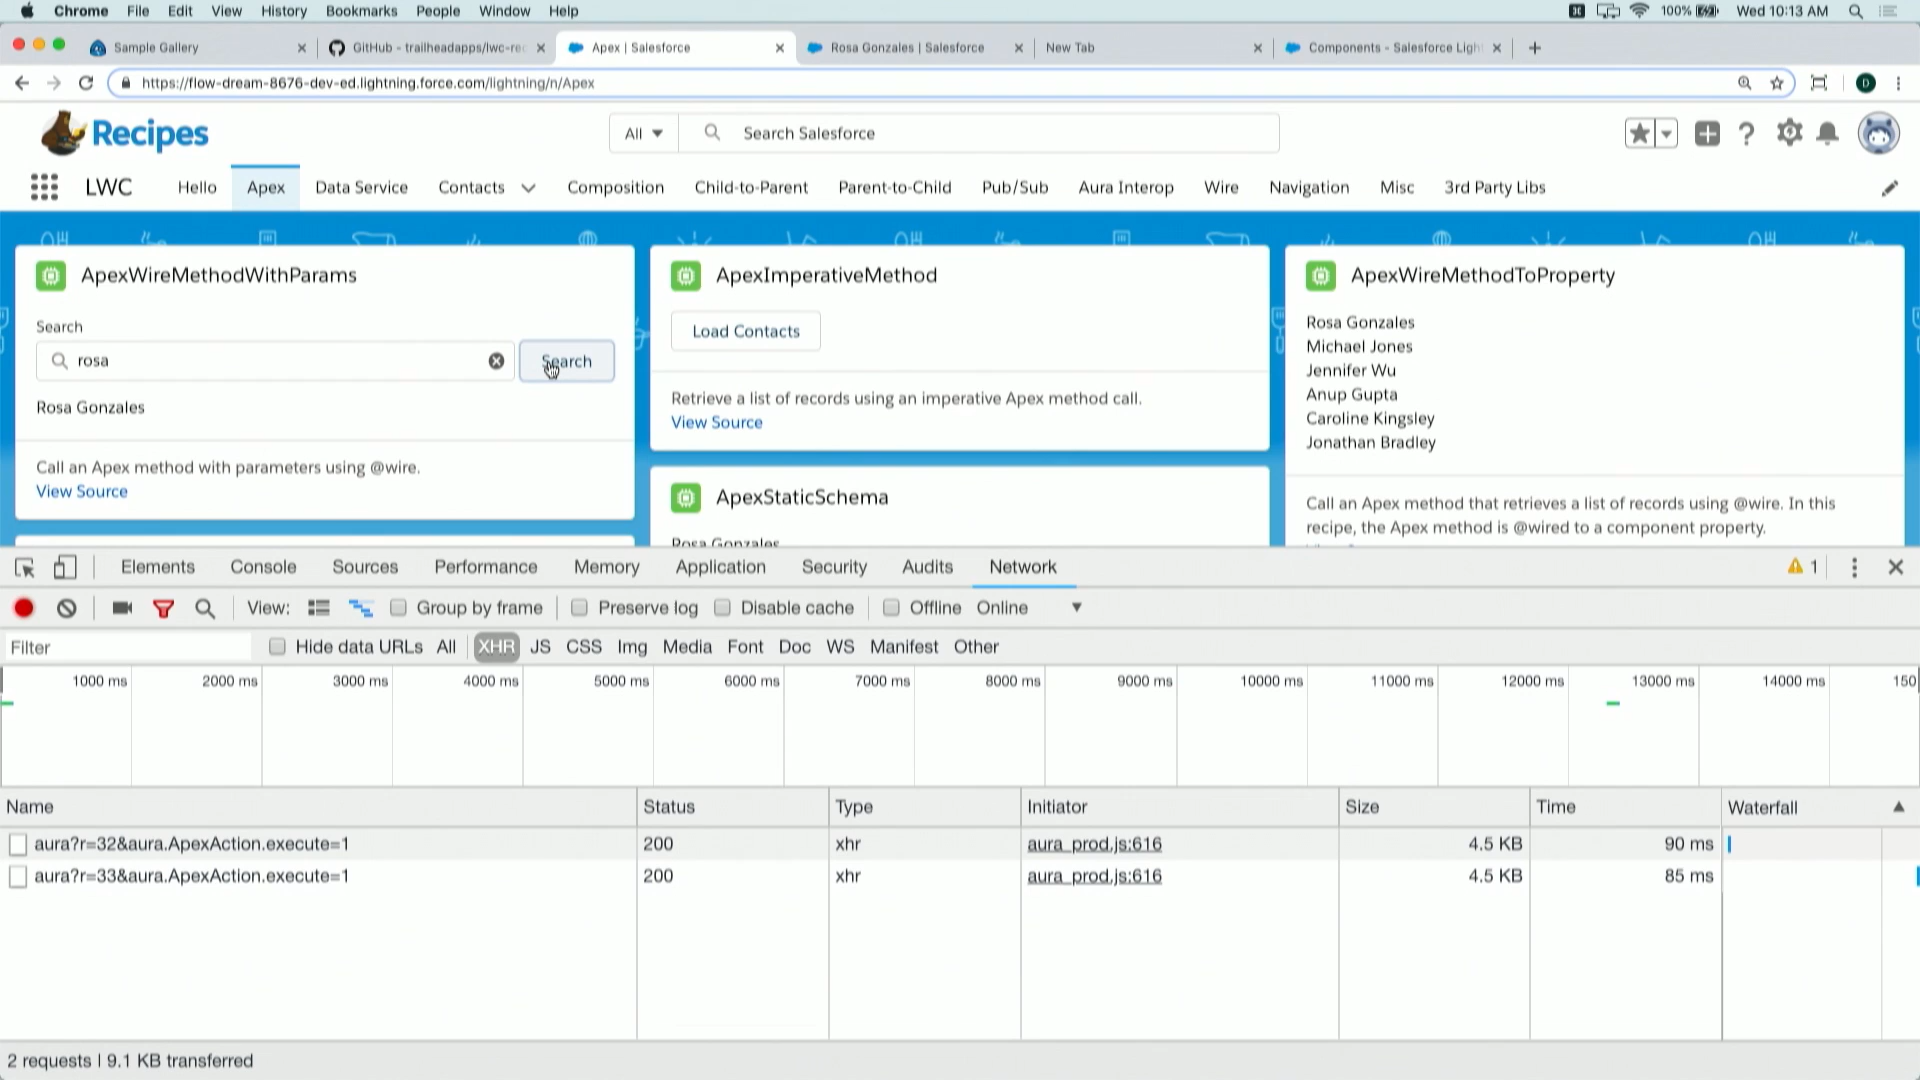 Chrome File Edit View History Bookmarks People Window Help 100% Wed 10:13 AM
Sample Gallery GitHub - trailheadapps/lwc-rec Apex | Salesforce Rosa Gonzales | Salesforce New Tab Components - Salesforce Light
https://flow-dream-8676-dev-ed.lightning.force.com/lightning/n/Apex D
Recipes All Search Salesforce
LWC Hello Apex Data Service Contacts Composition Child-to-Parent Parent-to-Child Pub/Sub Aura Interop Wire Navigation Misc 3rd Party Libs
ApexWireMethodWithParams
Search
rosa Search
Rosa Gonzales
Call an Apex method with parameters using @wire.
View Source
ApexImperativeMethod
Load Contacts
Retrieve a list of records using an imperative Apex method call.
View Source
ApexStaticSchema
Rosa Gonzales
ApexWireMethodToProperty
Rosa Gonzales
Michael Jones
Jennifer Wu
Anup Gupta
Caroline Kingsley
Jonathan Bradley
Call an Apex method that retrieves a list of records using @wire. In this
recipe, the Apex method is @wired to a component property.
Elements Console Sources Performance Memory Application Security Audits Network 1
View: Group by frame Preserve log Disable cache Offline Online
Filter Hide data URLs All XHR JS CSS Img Media Font Doc WS Manifest Other
1000 ms 2000 ms 3000 ms 4000 ms 5000 ms 6000 ms 7000 ms 8000 ms 9000 ms 10000 ms 11000 ms 12000 ms 13000 ms 14000 ms 150
Name Status Type Initiator Size Time Waterfall
aura?r=32&aura.ApexAction.execute=1 200 xhr aura_prod.js:616 4.5 KB 90 ms
aura?r=33&aura.ApexAction.execute=1 200 xhr aura_prod.js:616 4.5 KB 85 ms
2 requests | 9.1 KB transferred